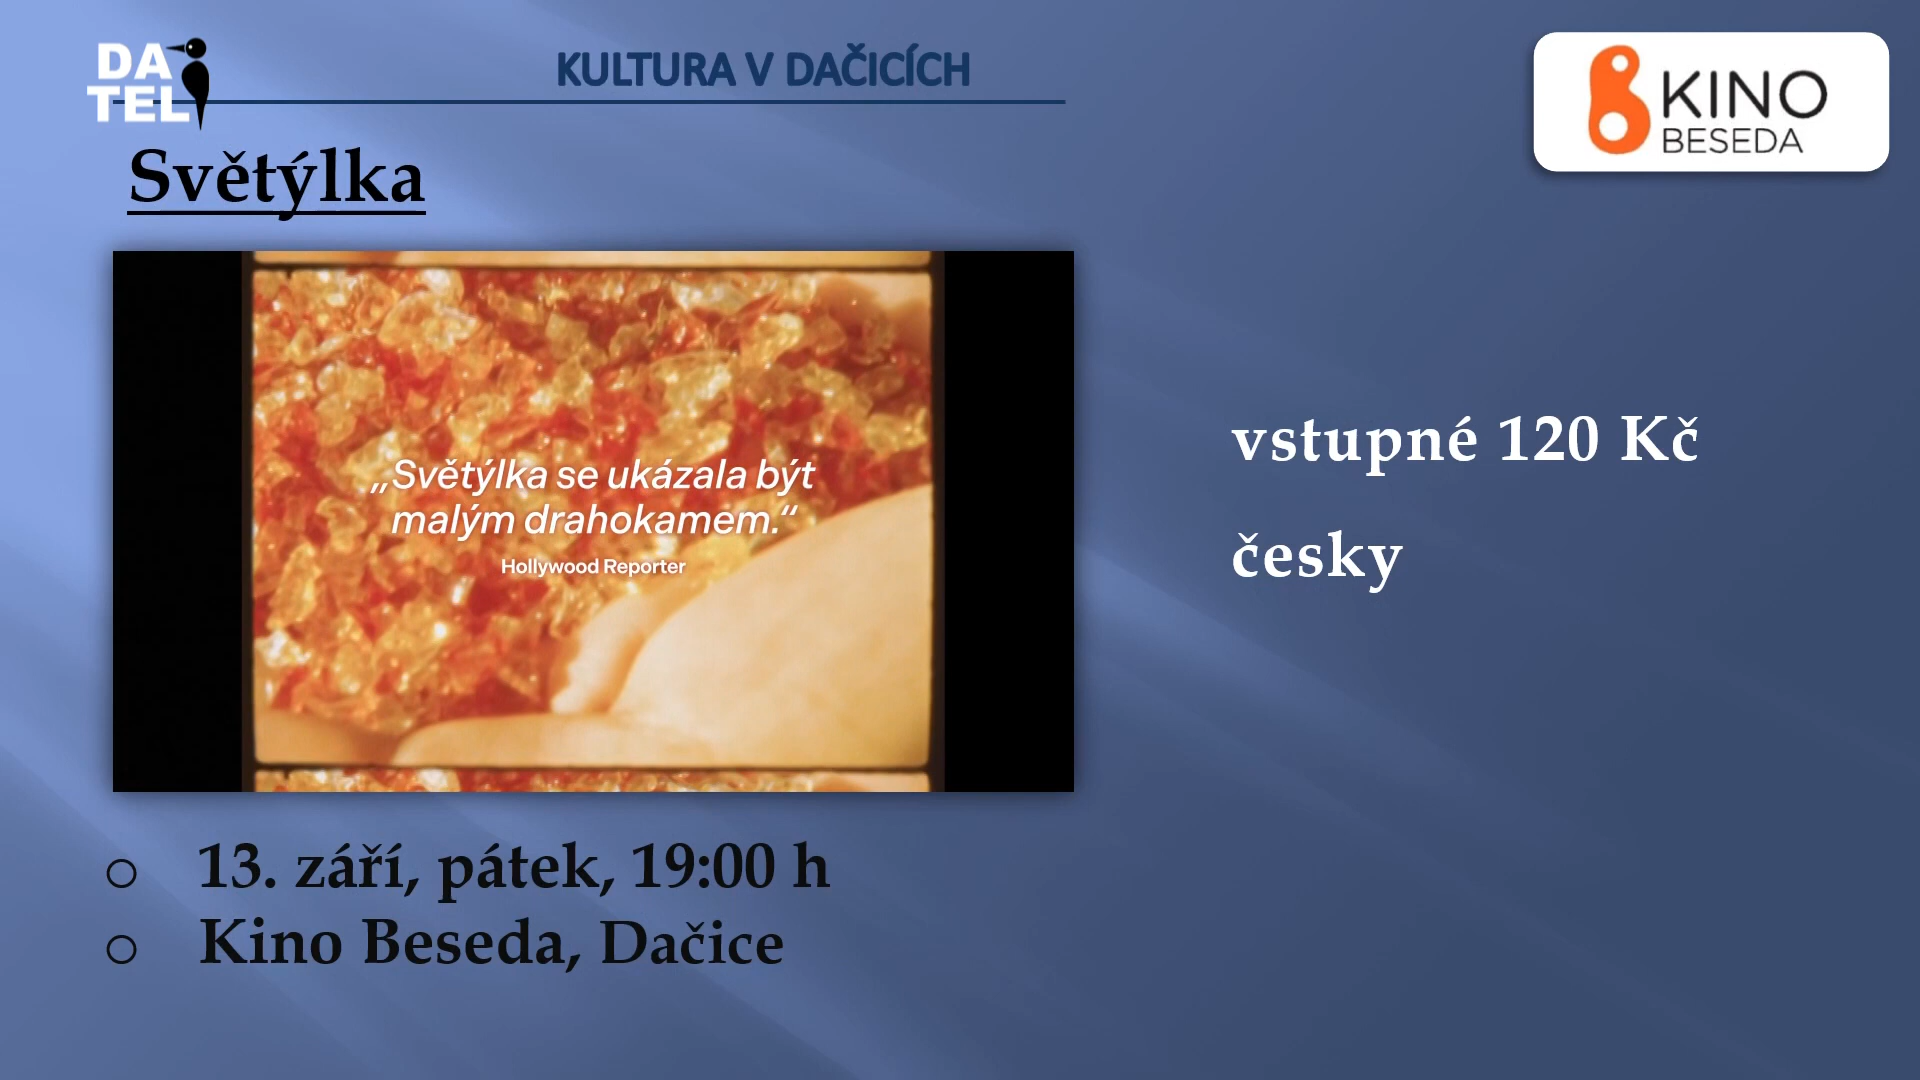 DA
TEL
KULTURA V DAČICÍCH
KINO
BESEDA
Světýlka
„Světýlka se ukázala být
malým drahokamem.“
Hollywood Reporter
vstupné 120 Kč
česky
13. září, pátek, 19:00 h
Kino Beseda, Dačice